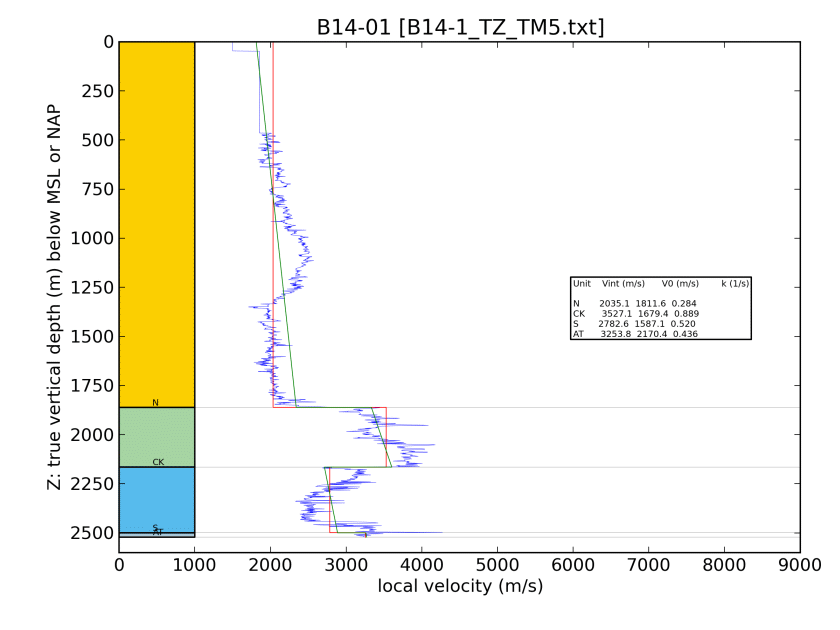 B14-01 [B14-1_TZ_TM5.txt]
Z: true vertical depth (m) below MSL or NAP
0
250
500
750
1000
1250
1500
1750
2000
2250
2500
Unit Vint (m/s) V0 (m/s) k (1/s)
N 2035.1 1811.6 0.284
CK 3527.1 1679.4 0.889
S 2782.6 1587.1 0.520
AT 3253.8 2170.4 0.436
N
CK
S
AT
0 1000 2000 3000 4000 5000 6000 7000 8000 9000
local velocity (m/s)